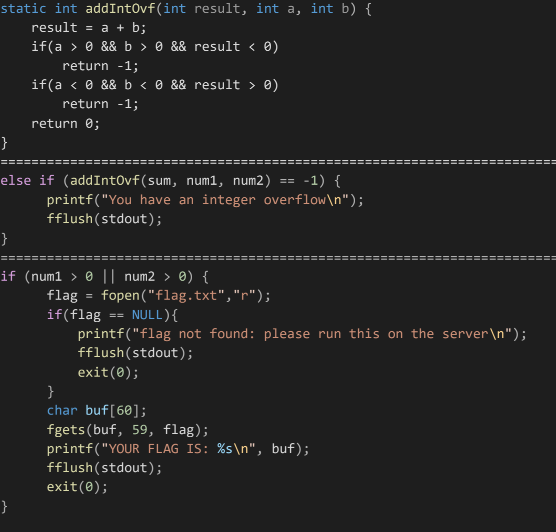 static int addIntOvf(int result, int a, int b) {
    result = a + b;
    if(a > 0 && b > 0 && result < 0)
        return -1;
    if(a < 0 && b < 0 && result > 0)
        return -1;
    return 0;
}
========================================================================
else if (addIntOvf(sum, num1, num2) == -1) {
      printf("You have an integer overflow\n");
      fflush(stdout);
}
========================================================================
if (num1 > 0 || num2 > 0) {
      flag = fopen("flag.txt","r");
      if(flag == NULL){
          printf("flag not found: please run this on the server\n");
          fflush(stdout);
          exit(0);
      }
      char buf[60];
      fgets(buf, 59, flag);
      printf("YOUR FLAG IS: %s\n", buf);
      fflush(stdout);
      exit(0);
}